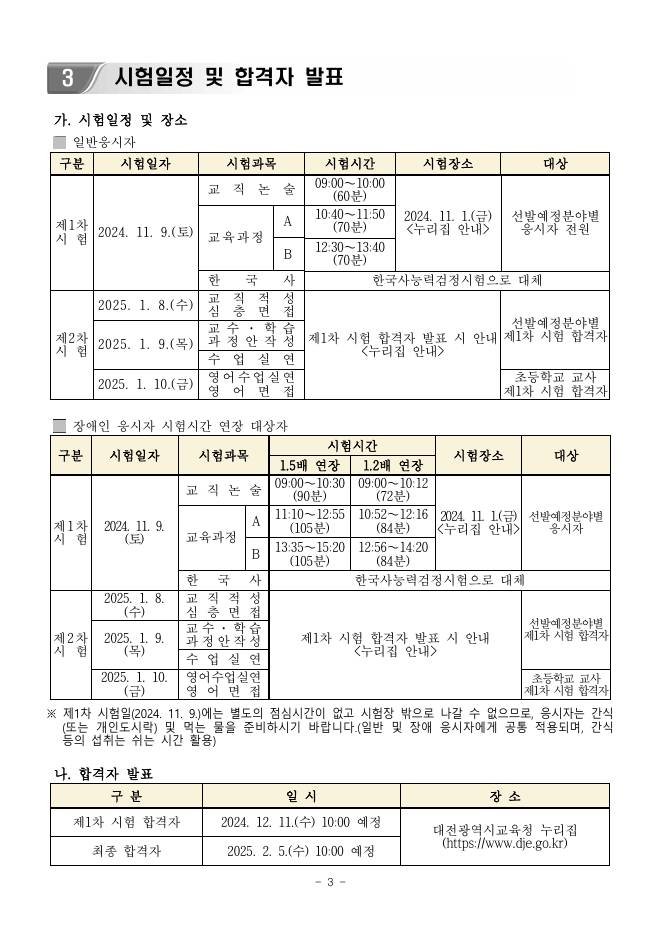 3 시험일정 및 합격자 발표
가. 시험일정 및 장소
일반응시자
구분 시험일자 시험과목 시험시간 시험장소 대상
제1차 시 험 2024. 11. 9.(토)
교 직 논 술 09:00～10:00 (60분)
교육과정 A 10:40～11:50 (70분)
B 12:30～13:40 (70분)
2024. 11. 1.(금) <누리집 안내>
선발예정분야별 응시자 전원
한 국 사 한국사능력검정시험으로 대체
제2차 시 험
2025. 1. 8.(수) 교 직 적 성 심 층 면 접
2025. 1. 9.(목) 교 수 · 학 습 과 정 안 작 성
수 업 실 연
제1차 시험 합격자 발표 시 안내 <누리집 안내>
선발예정분야별 제1차 시험 합격자
2025. 1. 10.(금) 영어수업실연 영 어 면 접
초등학교 교사 제1차 시험 합격자
장애인 응시자 시험시간 연장 대상자
구분 시험일자 시험과목 시험시간 시험장소 대상
1.5배 연장 1.2배 연장
제1차 시 험 2024. 11. 9. (토)
교 직 논 술 09:00～10:30 (90분) 09:00～10:12 (72분)
교육과정 A 11:10～12:55 (105분) 10:52～12:16 (84분)
B 13:35～15:20 (105분) 12:56～14:20 (84분)
2024. 11. 1.(금) <누리집 안내>
선발예정분야별 응시자
한 국 사 한국사능력검정시험으로 대체
제2차 시 험
2025. 1. 8. (수) 교 직 적 성 심 층 면 접
2025. 1. 9. (목) 교 수 · 학 습 과 정 안 작 성
수 업 실 연
제1차 시험 합격자 발표 시 안내 <누리집 안내>
선발예정분야별 제1차 시험 합격자
2025. 1. 10. (금) 영어수업실연 영 어 면 접
초등학교 교사 제1차 시험 합격자
※ 제1차 시험일(2024. 11. 9.)에는 별도의 점심시간이 없고 시험장 밖으로 나갈 수 없으므로, 응시자는 간식
(또는 개인도시락) 및 먹는 물을 준비하시기 바랍니다.(일반 및 장애 응시자에게 공통 적용되며, 간식
등의 섭취는 쉬는 시간 활용)
나. 합격자 발표
구 분 일 시 장 소
제1차 시험 합격자 2024. 12. 11.(수) 10:00 예정
최종 합격자 2025. 2. 5.(수) 10:00 예정
대전광역시교육청 누리집
(https://www.dje.go.kr)
- 3 -